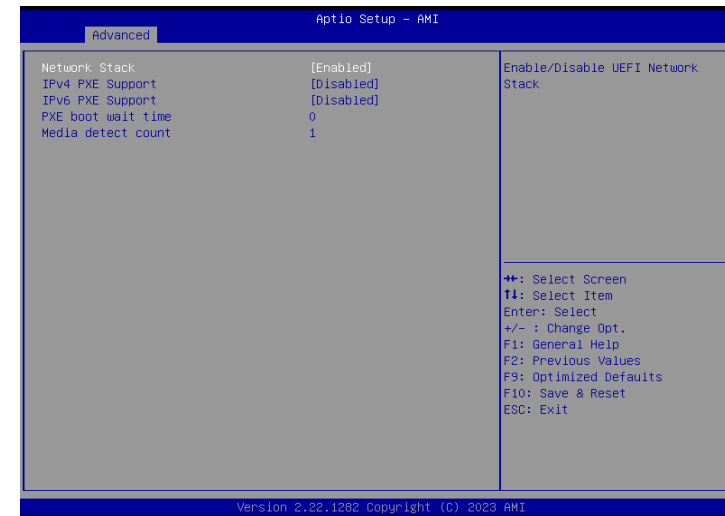 Aptio Setup – AMI
Advanced
Network Stack [Enabled]
IPv4 PXE Support [Disabled]
IPv6 PXE Support [Disabled]
PXE boot wait time 0
Media detect count 1
Enable/Disable UEFI Network
Stack
→←: Select Screen
↑↓: Select Item
Enter: Select
+/- : Change Opt.
F1: General Help
F2: Previous Values
F9: Optimized Defaults
F10: Save & Reset
ESC: Exit
Version 2.22.1282 Copyright (C) 2023 AMI